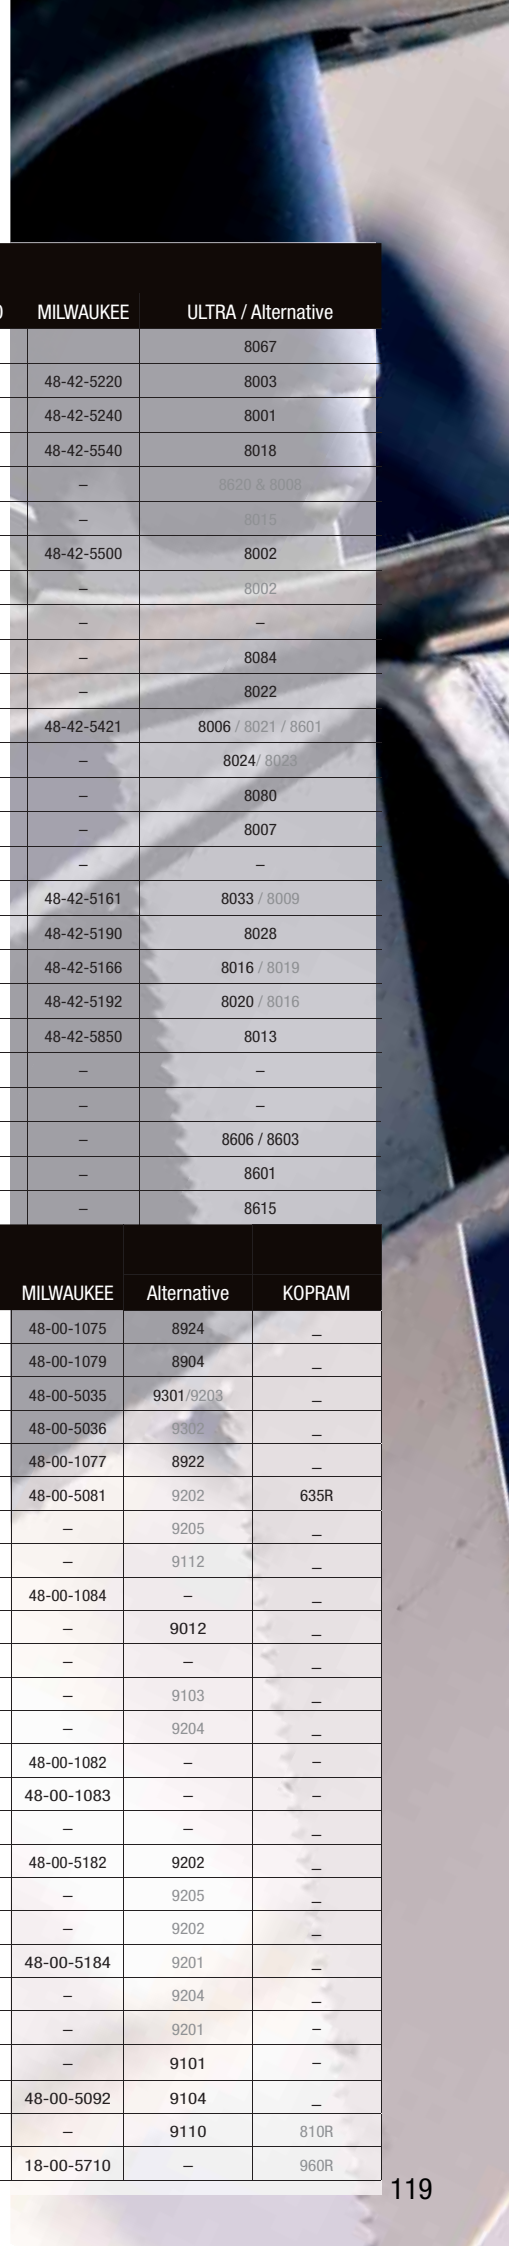 MILWAUKEE ULTRA / Alternative
8067
48-42-5220 8003
48-42-5240 8001
48-42-5540 8018
– 8620 & 8008
– 8015
48-42-5500 8002
– 8002
– –
– 8084
– 8022
48-42-5421 8006 / 8021 / 8601
– 8024/ 8023
– 8080
– 8007
– –
48-42-5161 8033 / 8009
48-42-5190 8028
48-42-5166 8016 / 8019
48-42-5192 8020 / 8016
48-42-5850 8013
– –
– –
– 8606 / 8603
– 8601
– 8615
MILWAUKEE Alternative KOPRAM
48-00-1075 8924 _
48-00-1079 8904 _
48-00-5035 9301/9203 _
48-00-5036 9302 _
48-00-1077 8922 _
48-00-5081 9202 635R
– 9205 _
– 9112 _
48-00-1084 – _
– 9012 _
– – _
– 9103 _
– 9204 _
48-00-1082 – –
48-00-1083 – –
– – _
48-00-5182 9202 _
– 9205 _
– 9202 _
48-00-5184 9201 _
– 9204 _
– 9201 –
– 9101 –
48-00-5092 9104 _
– 9110 810R
18-00-5710 – 960R
119